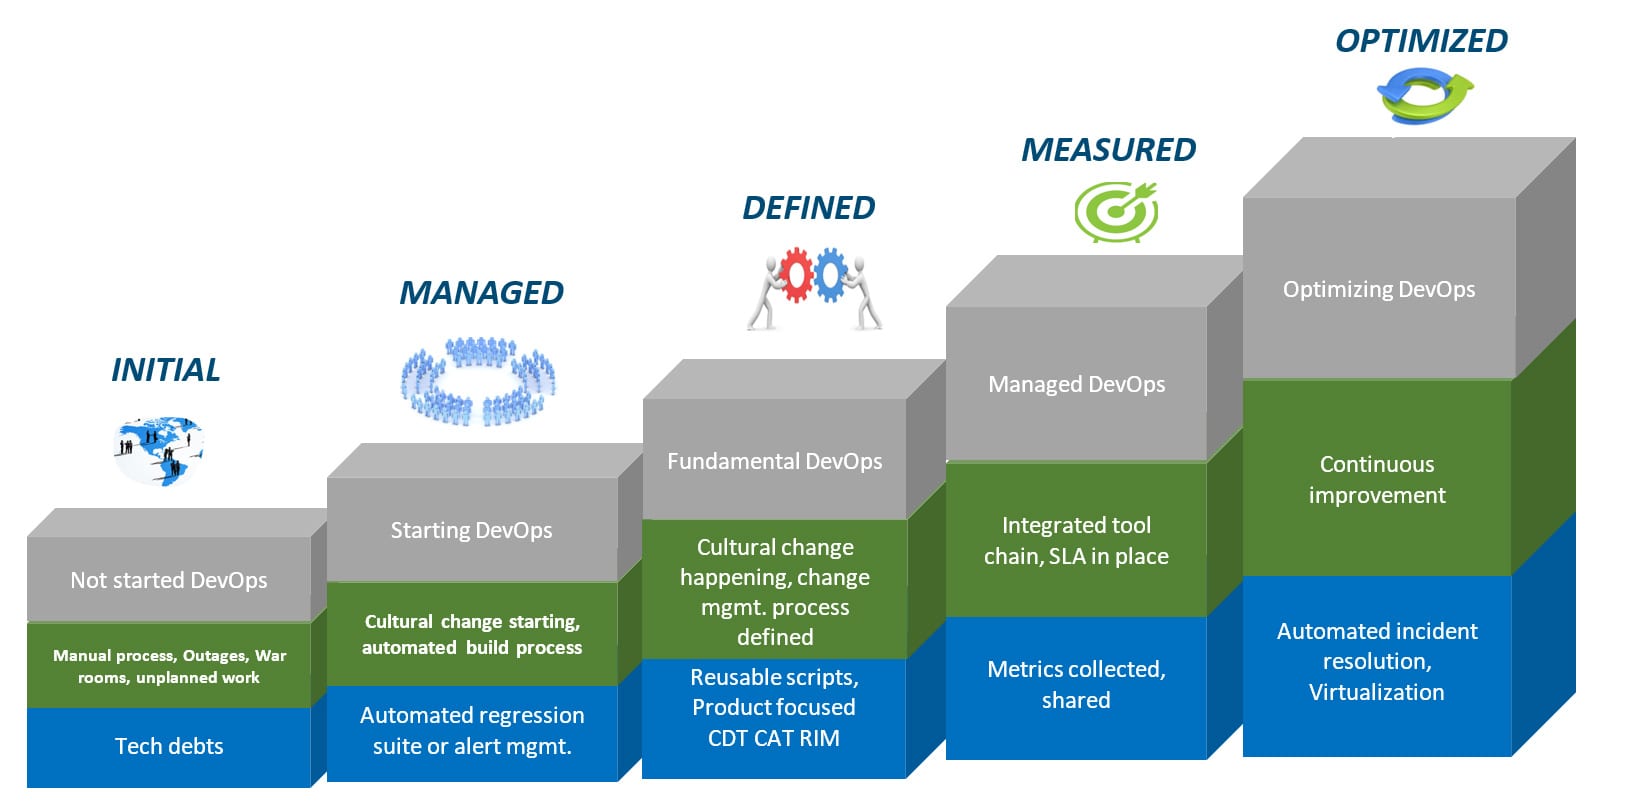 INITIAL
Not started DevOps
Manual process, Outages, War
rooms, unplanned work
Tech debts
MANAGED
Starting DevOps
Cultural change starting,
automated build process
Automated regression
suite or alert mgmt.
DEFINED
Fundamental DevOps
Cultural change
happening, change
mgmt. process
defined
Reusable scripts,
Product focused
CDT CAT RIM
MEASURED
Managed DevOps
Integrated tool
chain, SLA in place
Metrics collected,
shared
OPTIMIZED
Optimizing DevOps
Continuous
improvement
Automated incident
resolution,
Virtualization